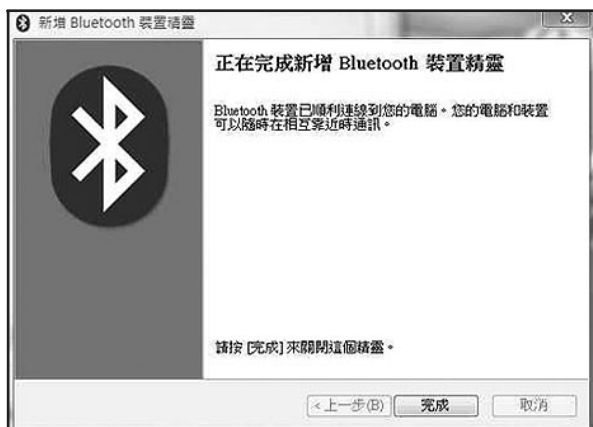 新增 Bluetooth 裝置精靈
正在完成新增 Bluetooth 裝置精靈
Bluetooth 裝置已順利連線到您的電腦。您的電腦和裝置
可以隨時在相互靠近時通訊。
請按 [完成] 來關閉這個精靈。
<上一步(B) 完成 取消